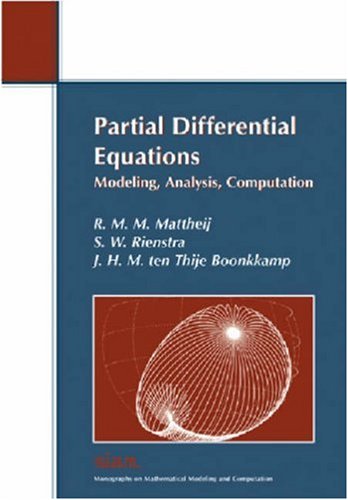 Partial Differential
Equations
Modeling, Analysis, Computation
R. M. M. Mattheij
S. W. Rienstra
J. H. M. ten Thije Boonkkamp
siam.
Monographs on Mathematical Modeling and Computation